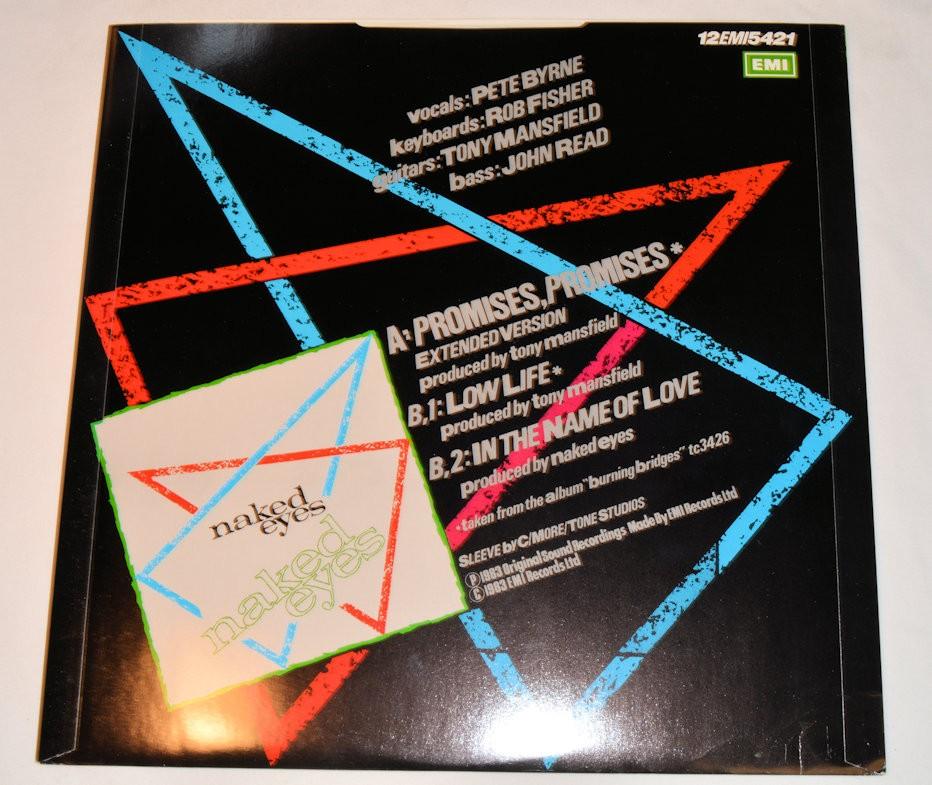 12EMI5421
EMI
vocals: PETE BYRNE
keyboards: ROB FISHER
guitars: TONY MANSFIELD
bass: JOHN READ
A: PROMISES, PROMISES*
EXTENDED VERSION
produced by tony mansfield
B,1: LOW LIFE*
produced by tony mansfield
B,2: IN THE NAME OF LOVE
produced by naked eyes
*taken from the album "burning bridges" tc3426
SLEEVE by C/MORE/TONE STUDIOS
Ⓟ 1983 Original Sound Recordings Made By EMI Records Ltd
© 1983 EMI Records Ltd
naked
eyes
naked
eyes